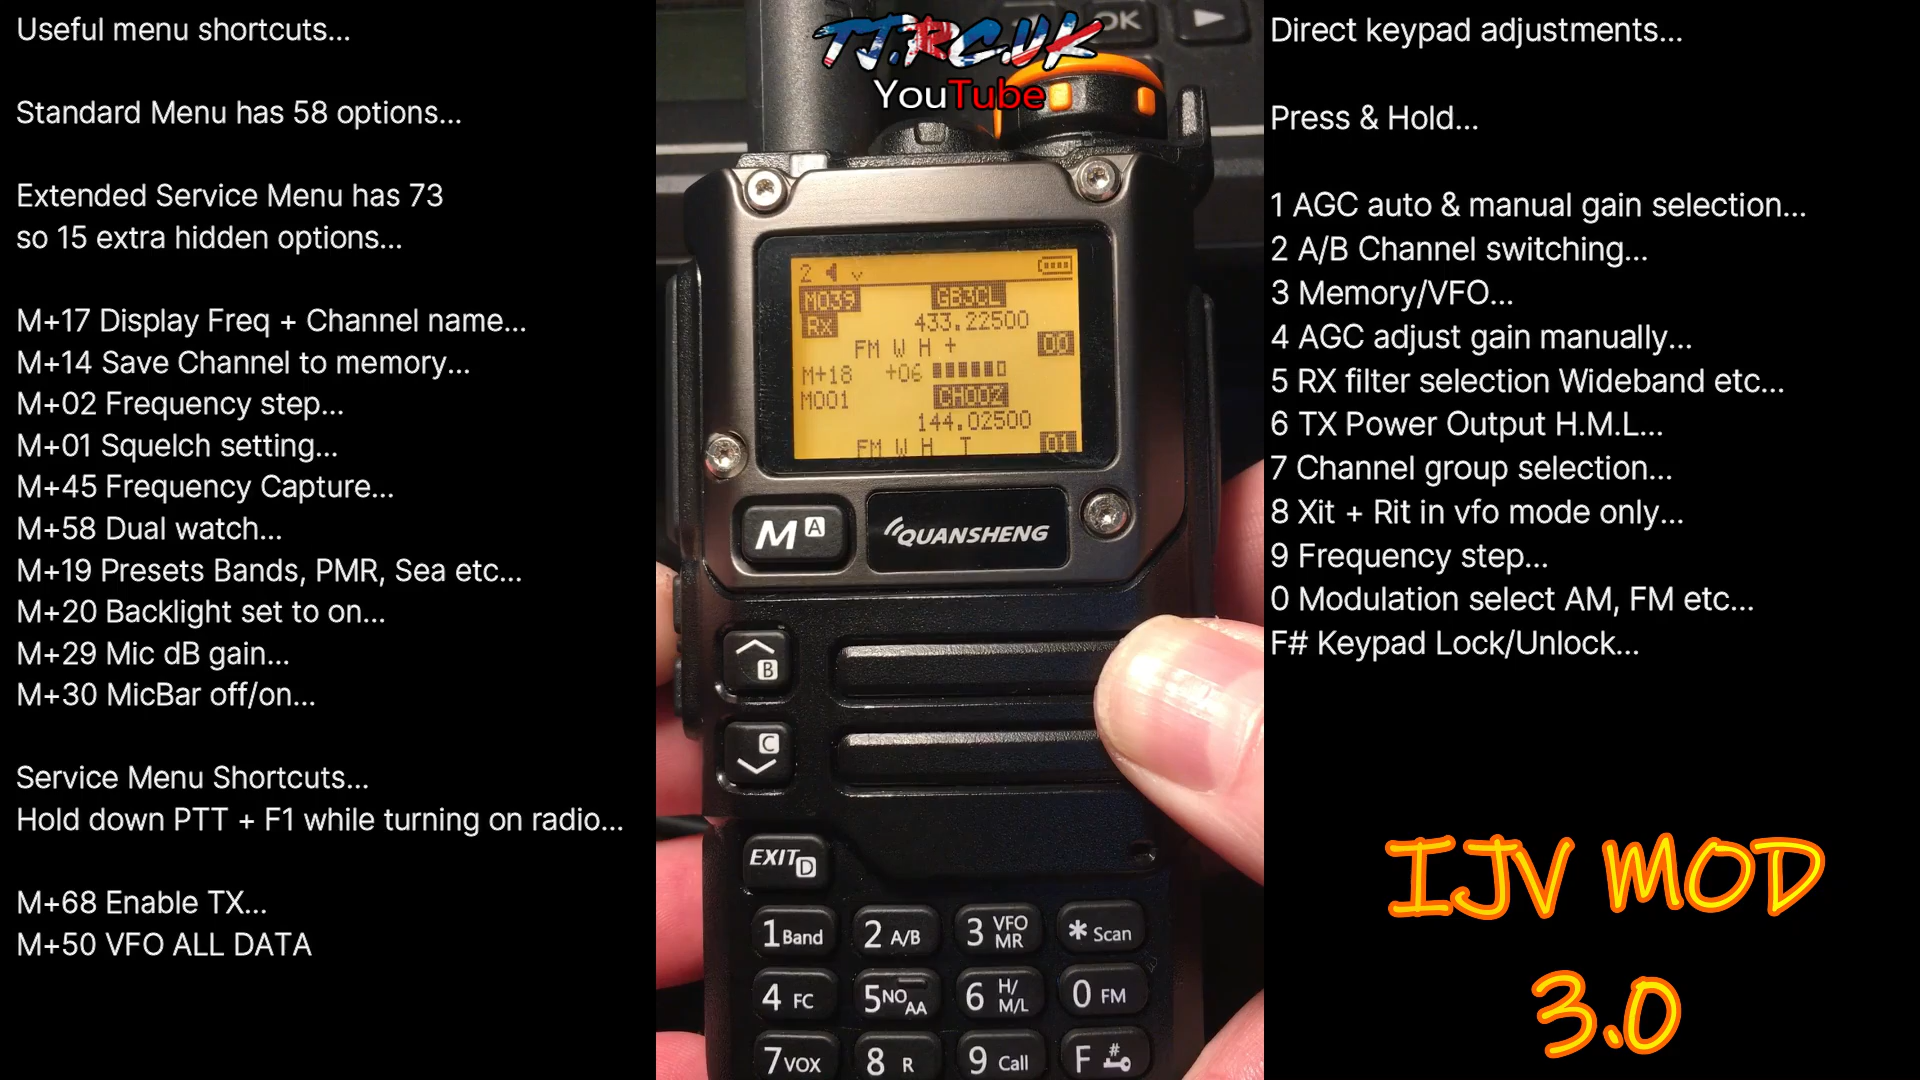 Useful menu shortcuts...
Standard Menu has 58 options...
Extended Service Menu has 73
so 15 extra hidden options...
M+17 Display Freq + Channel name...
M+14 Save Channel to memory...
M+02 Frequency step...
M+01 Squelch setting...
M+45 Frequency Capture...
M+58 Dual watch...
M+19 Presets Bands, PMR, Sea etc...
M+20 Backlight set to on...
M+29 Mic dB gain...
M+30 MicBar off/on...
Service Menu Shortcuts...
Hold down PTT + F1 while turning on radio...
M+68 Enable TX...
M+50 VFO ALL DATA
OK
TJ.RC.UK
YouTube
2
M039 GB3CL
Rx 433.22500
FM W H + 00
M+18 +06
M001 CH002
144.02500
FM W H T 01
M A
QUANSHENG
B
C
EXIT D
1 Band 2 A/B 3 VFO MR * Scan
4 FC 5 NOAA 6 H/M/L 0 FM
7 VOX 8 R 9 Call F #
Direct keypad adjustments...
Press & Hold...
1 AGC auto & manual gain selection...
2 A/B Channel switching...
3 Memory/VFO...
4 AGC adjust gain manually...
5 RX filter selection Wideband etc...
6 TX Power Output H.M.L...
7 Channel group selection...
8 Xit + Rit in vfo mode only...
9 Frequency step...
0 Modulation select AM, FM etc...
F# Keypad Lock/Unlock...
IJV MOD
3.0